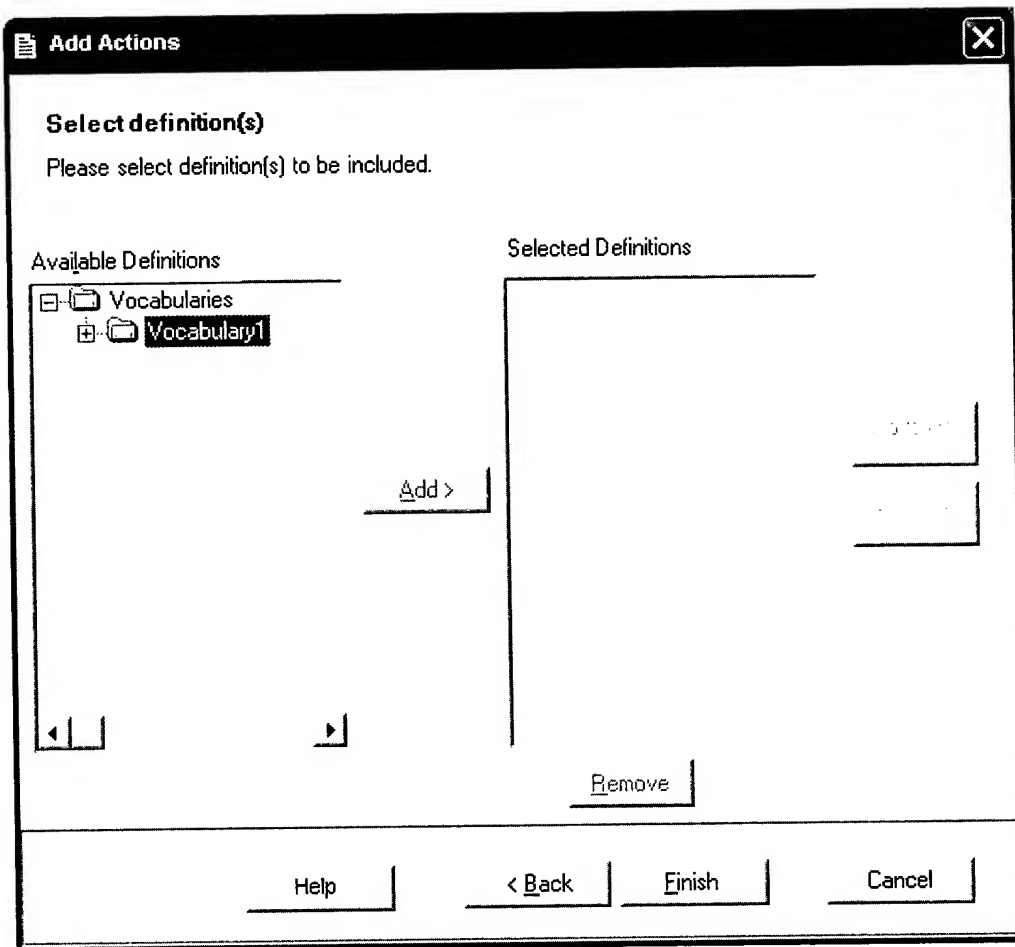 Add Actions
Select definition(s)
Please select definition(s) to be included.
Available Definitions
Selected Definitions
Vocabularies
Vocabulary1
Add >
Remove
Help
< Back
Finish
Cancel